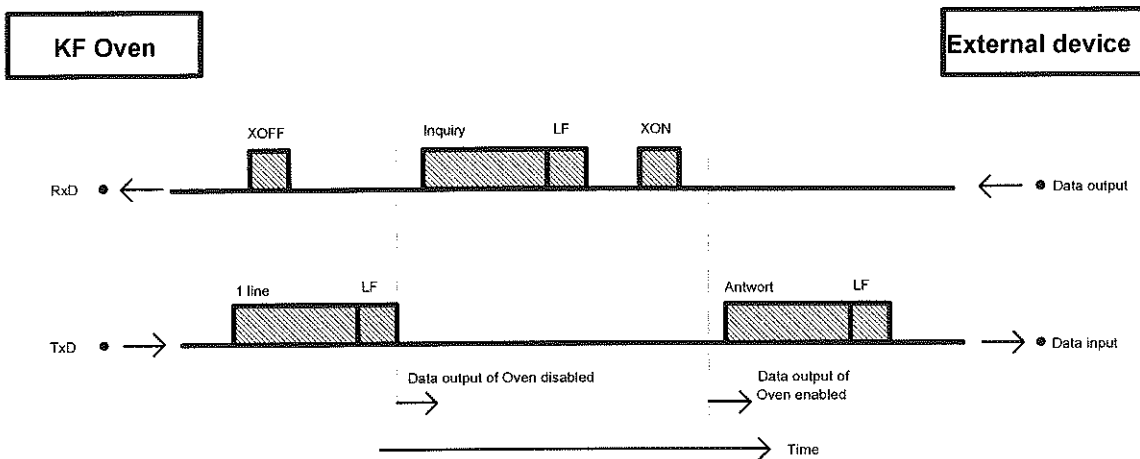 KF Oven
External device
XOFF
Inquiry
LF
XON
RxD
Data output
1 line
LF
Antwort
LF
TxD
Data input
Data output of Oven disabled
Data output of
Oven enabled
Time